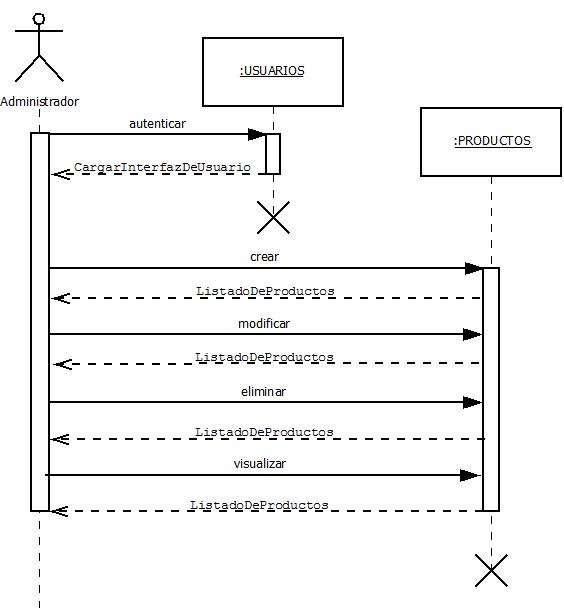 :USUARIOS
Administrador
autenticar
:PRODUCTOS
CargarInterfazDeUsuario
crear
ListadoDeProductos
modificar
ListadoDeProductos
eliminar
ListadoDeProductos
visualizar
ListadoDeProductos